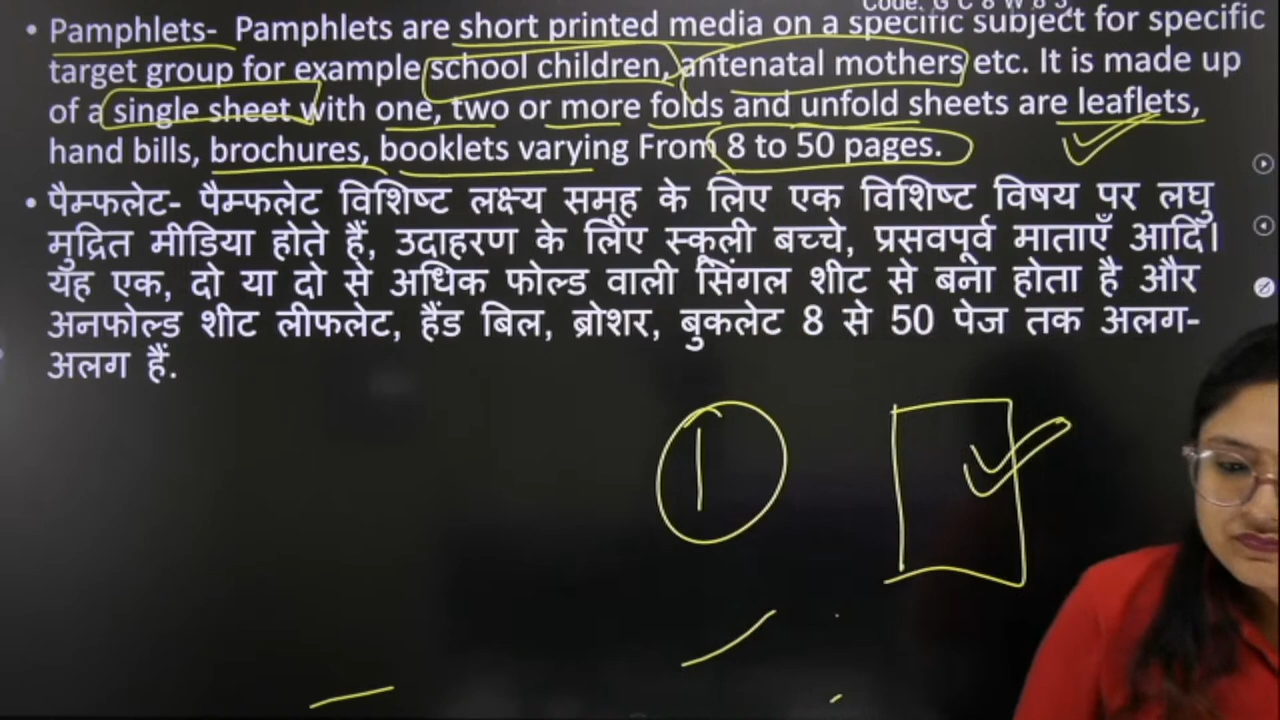 Code: G C 8 W 8 5
• Pamphlets- Pamphlets are short printed media on a specific subject for specific
target group for example school children, antenatal mothers etc. It is made up
of a single sheet with one, two or more folds and unfold sheets are leaflets,
hand bills, brochures, booklets varying From 8 to 50 pages.
• पैम्फलेट- पैम्फलेट विशिष्ट लक्ष्य समूह के लिए एक विशिष्ट विषय पर लघु
मुद्रित मीडिया होते हैं, उदाहरण के लिए स्कूली बच्चे, प्रसवपूर्व माताएँ आदि।
यह एक, दो या दो से अधिक फोल्ड वाली सिंगल शीट से बना होता है और
अनफोल्ड शीट लीफलेट, हैंड बिल, ब्रोशर, बुकलेट 8 से 50 पेज तक अलग-
अलग हैं.
1